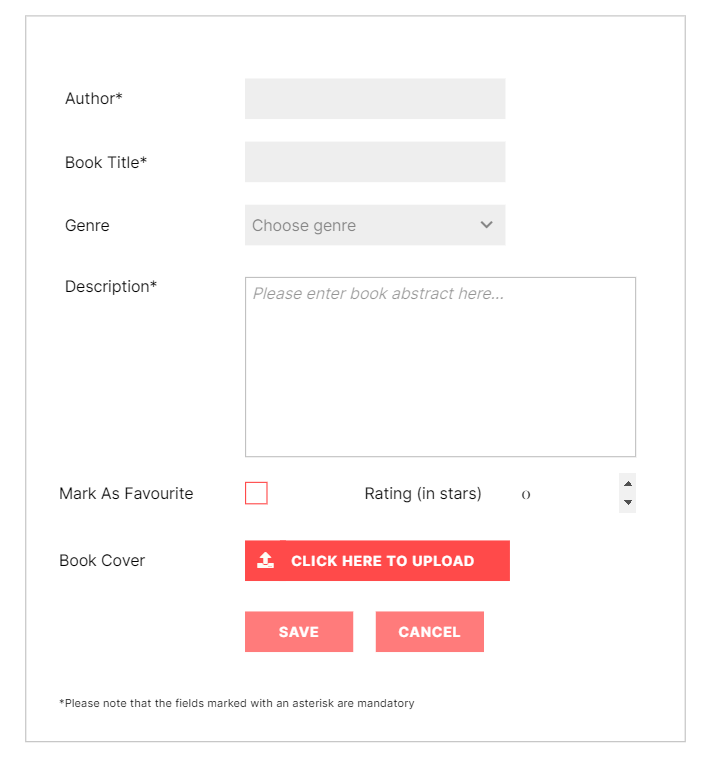 Author*
Book Title*
Genre
Choose genre
Description*
Please enter book abstract here...
Mark As Favourite
Rating (in stars)
0
Book Cover
CLICK HERE TO UPLOAD
SAVE
CANCEL
*Please note that the fields marked with an asterisk are mandatory